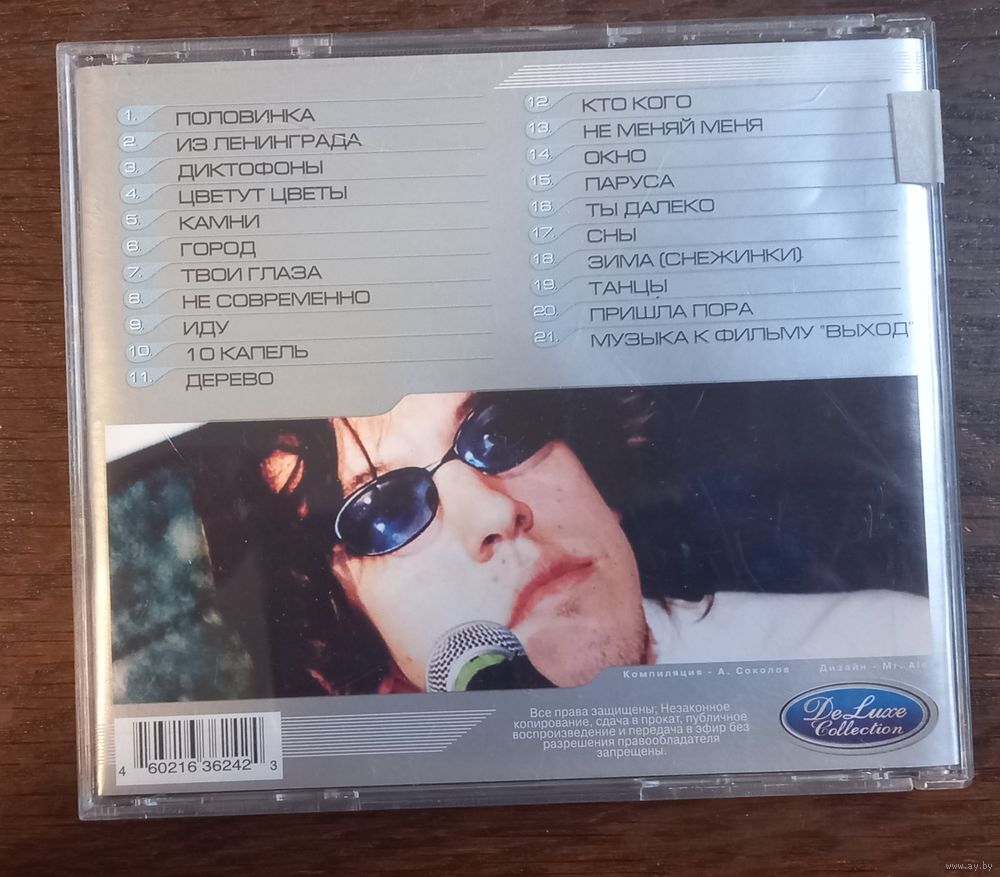 1. ПОЛОВИНКА
2. ИЗ ЛЕНИНГРАДА
3. ДИКТОФОНЫ
4. ЦВЕТУТ ЦВЕТЫ
5. КАМНИ
6. ГОРОД
7. ТВОИ ГЛАЗА
8. НЕ СОВРЕМЕННО
9. ИДУ
10. 10 КАПЕЛЬ
11. ДЕРЕВО
12 КТО КОГО
13. НЕ МЕНЯЙ МЕНЯ
14. ОКНО
15. ПАРУСА
16. ТЫ ДАЛЕКО
17. СНЫ
18. ЗИМА (СНЕЖИНКИ)
19. ТАНЦЫ
20. ПРИШЛА ПОРА
21. МУЗЫКА К ФИЛЬМУ "ВЫХОД"
Компиляция - А. Соколов Дизайн - Mr.
Все права защищены; Незаконное
копирование, сдача в прокат, публичное
воспроизведение и передача в эфир без
разрешения правообладателя
запрещены.
DeLuxe
Collection
4 60216 36242 3
www.ay.by